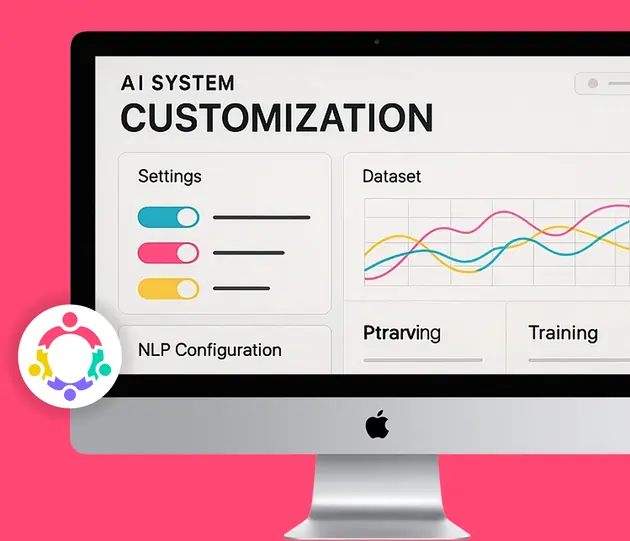 AI SYSTEM
CUSTOMIZATION
Settings
Dataset
NLP Configuration
Ptrarving
Training